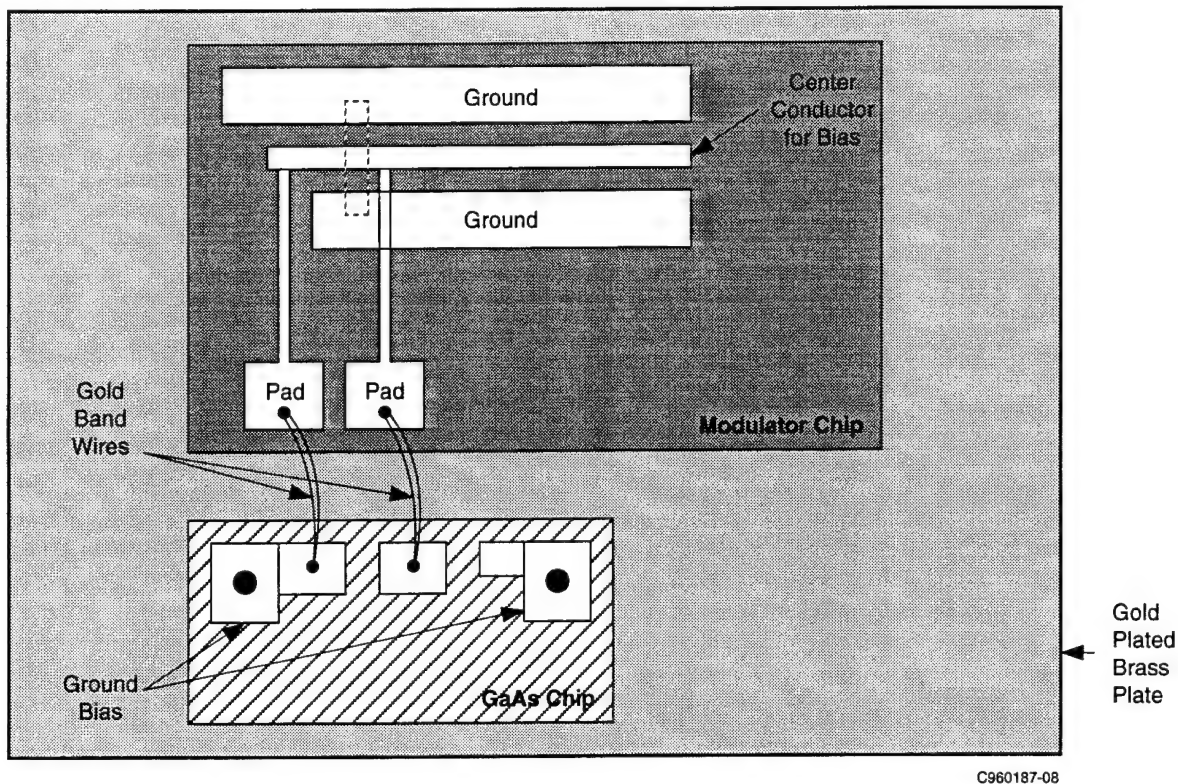 Ground
Center
Conductor
for Bias
Ground
Pad
Pad
Gold
Band
Wires
Modulator Chip
Ground
Bias
GaAs Chip
Gold
Plated
Brass
Plate
C960187-08